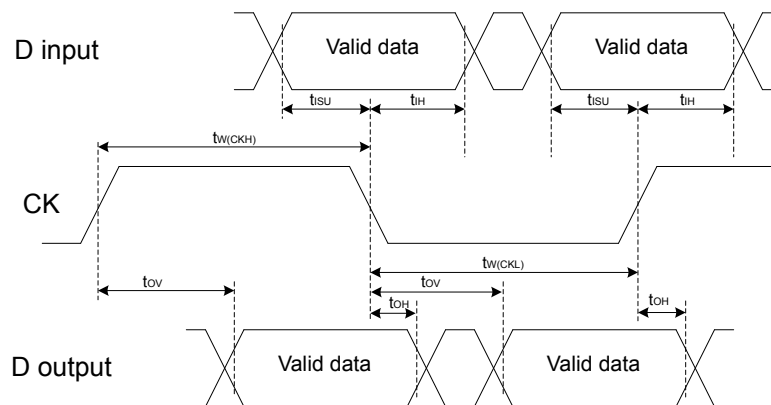 D input
Valid data
Valid data
tISU
tIH
tISU
tIH
tW(CKH)
CK
tW(CKL)
tOV
tOV
tOH
tOH
D output
Valid data
Valid data